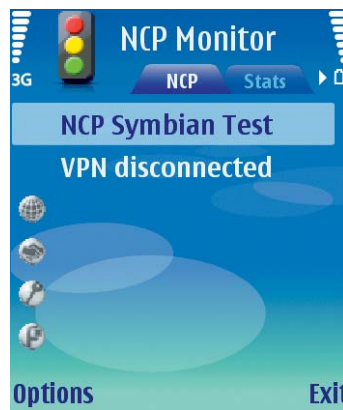 NCP Monitor
3G
NCP Stats
NCP Symbian Test
VPN disconnected
Options Exit